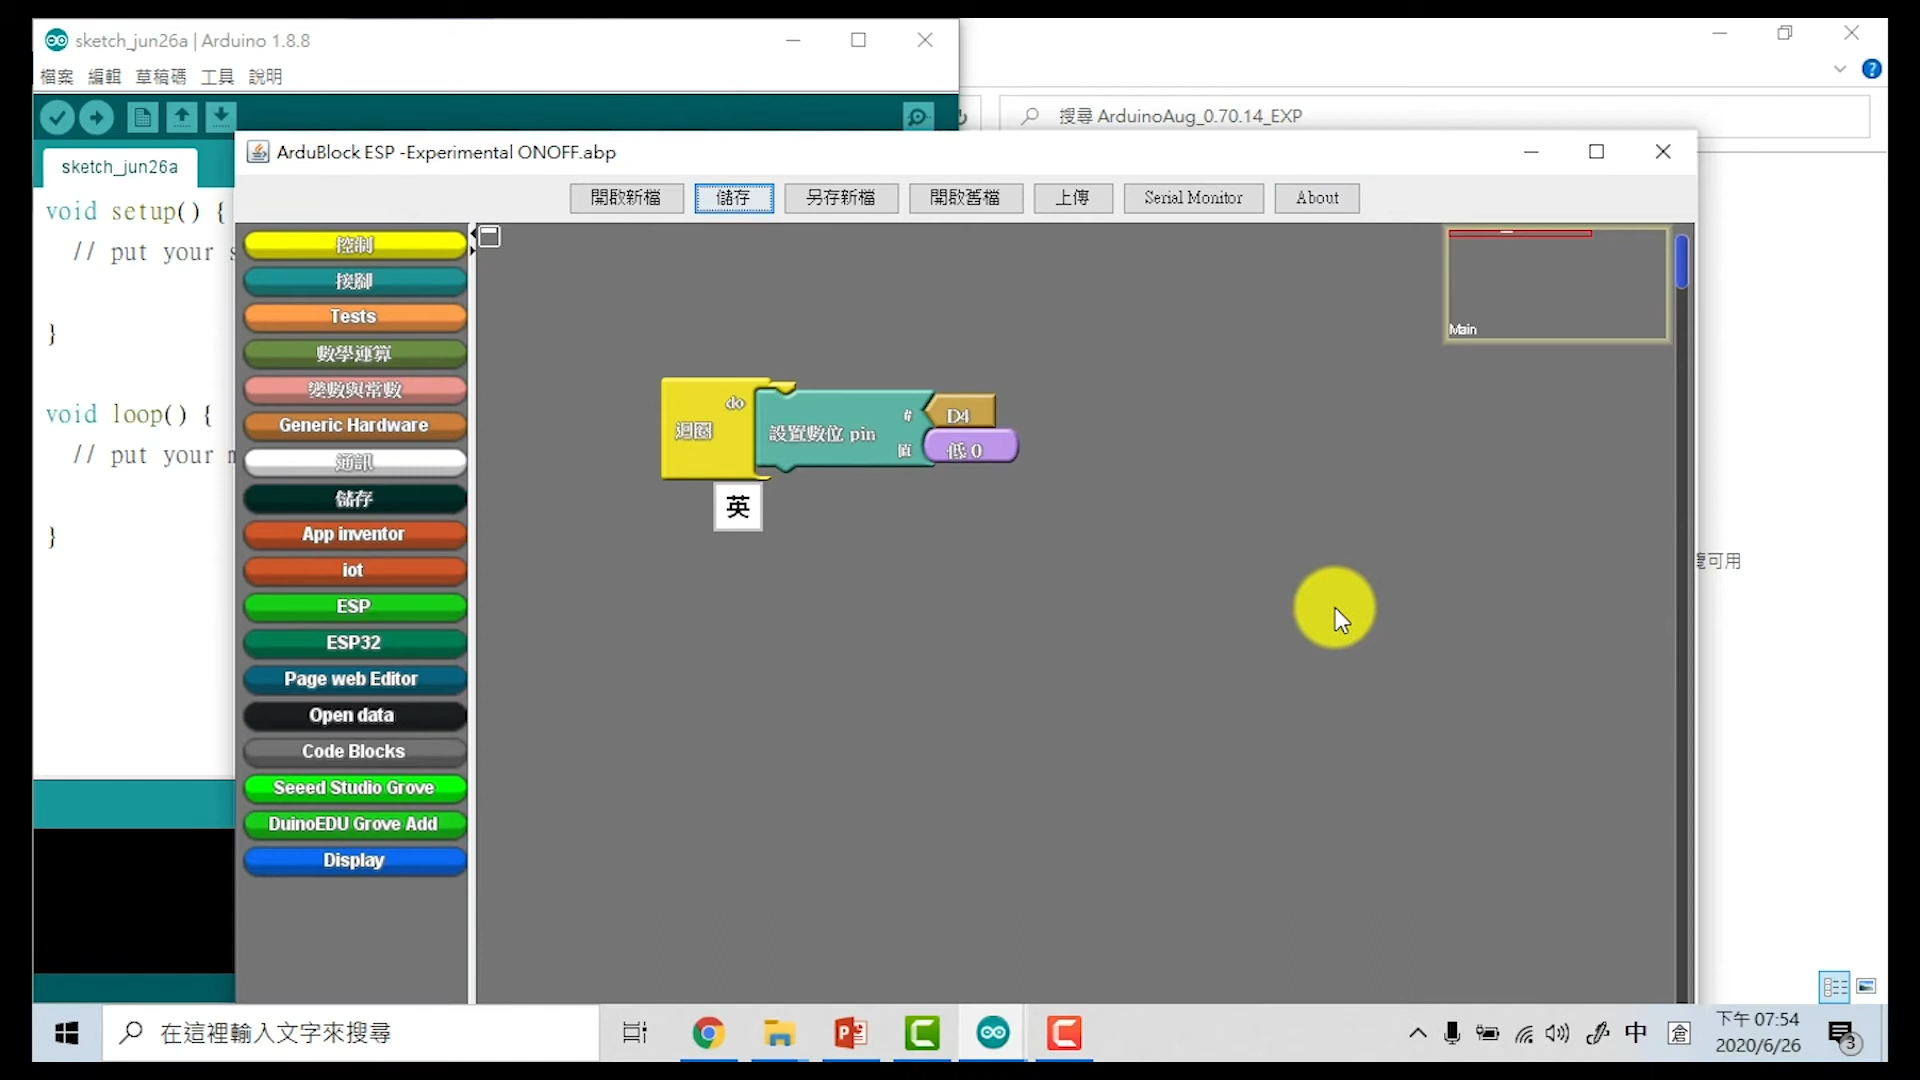 sketch_jun26a | Arduino 1.8.8
檔案 編輯 草稿碼 工具 說明
搜尋 ArduinoAug_0.70.14_EXP
sketch_jun26a
ArduBlock ESP -Experimental ONOFF.abp
開啟新檔 儲存 另存新檔 開啟舊檔 上傳 Serial Monitor About
void setup() {
// put your s
}
void loop() {
// put your m
}
控制
接腳
Tests
數學運算
變數與常數
Generic Hardware
通訊
儲存
App inventor
iot
ESP
ESP32
Page web Editor
Open data
Code Blocks
Seeed Studio Grove
DuinoEDU Grove Add
Display
Main
do
迴圈
設置數位 pin
#
D4
值
低 0
英
可用
在這裡輸入文字來搜尋
中
倉
下午 07:54
2020/6/26
3